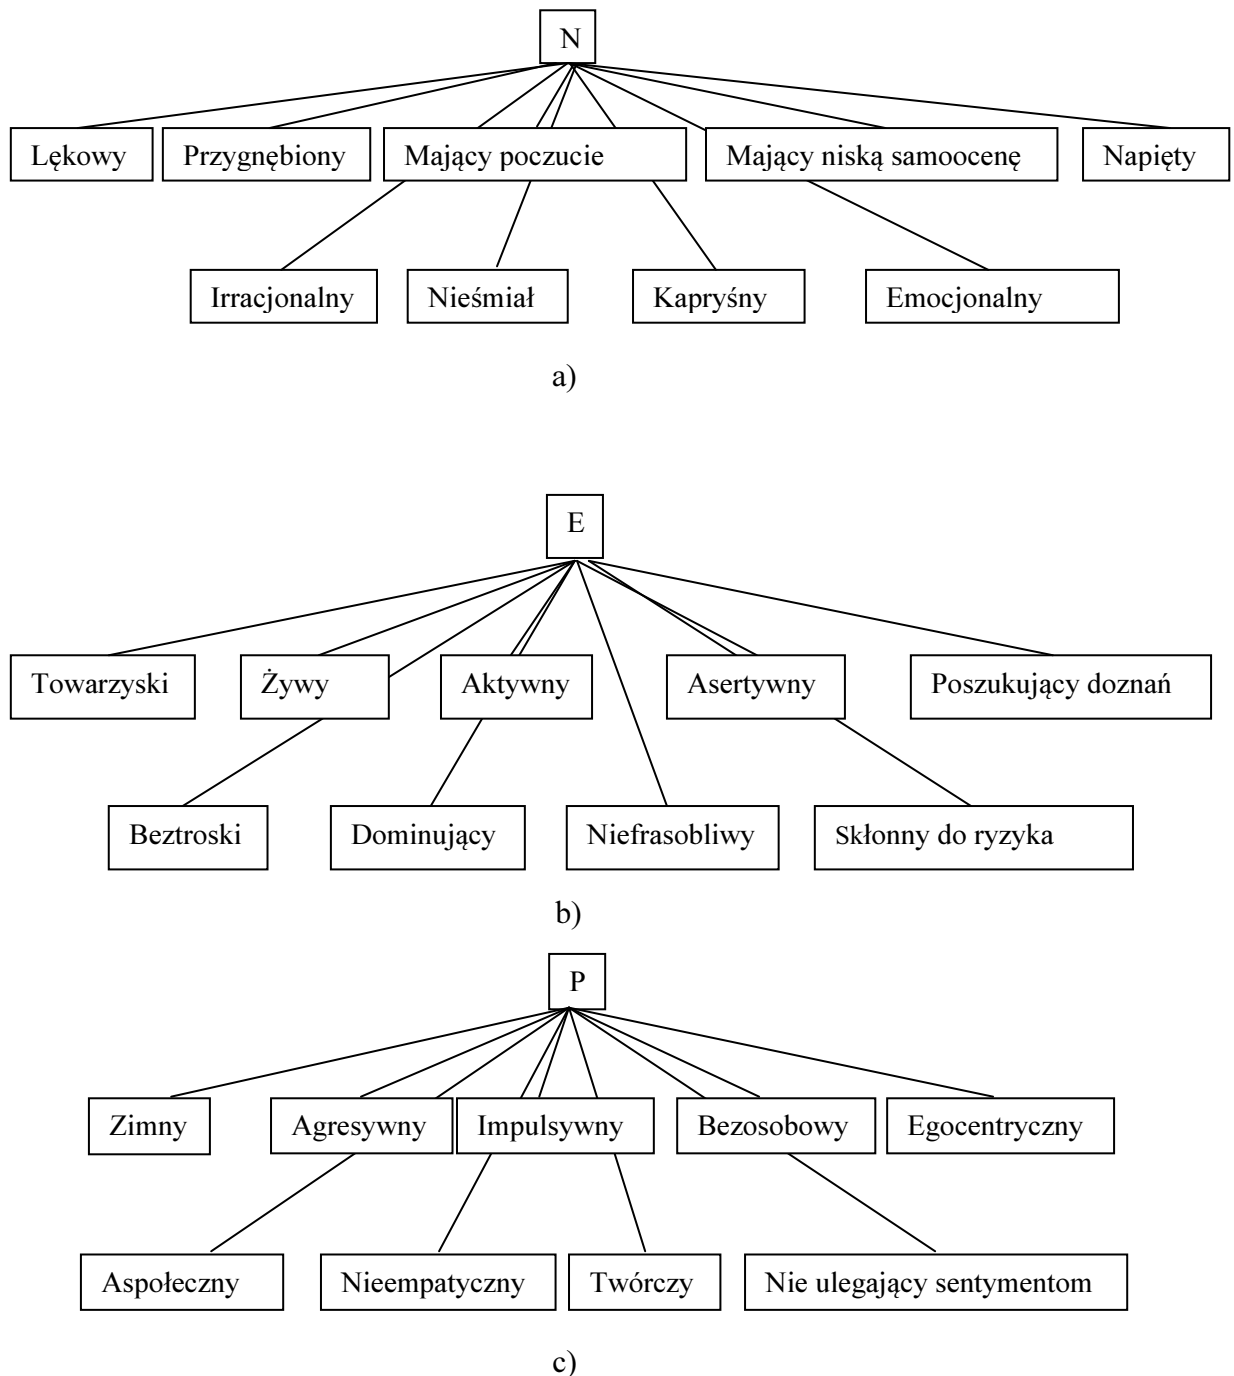 N
Lękowy Przygnębiony Mający poczucie Mający niską samoocenę Napięty
Irracjonalny Nieśmiał Kapryśny Emocjonalny
a)
E
Towarzyski Żywy Aktywny Asertywny Poszukujący doznań
Beztroski Dominujący Niefrasobliwy Skłonny do ryzyka
b)
P
Zimny Agresywny Impulsywny Bezosobowy Egocentryczny
Aspołeczny Nieempatyczny Twórczy Nie ulegający sentymentom
c)